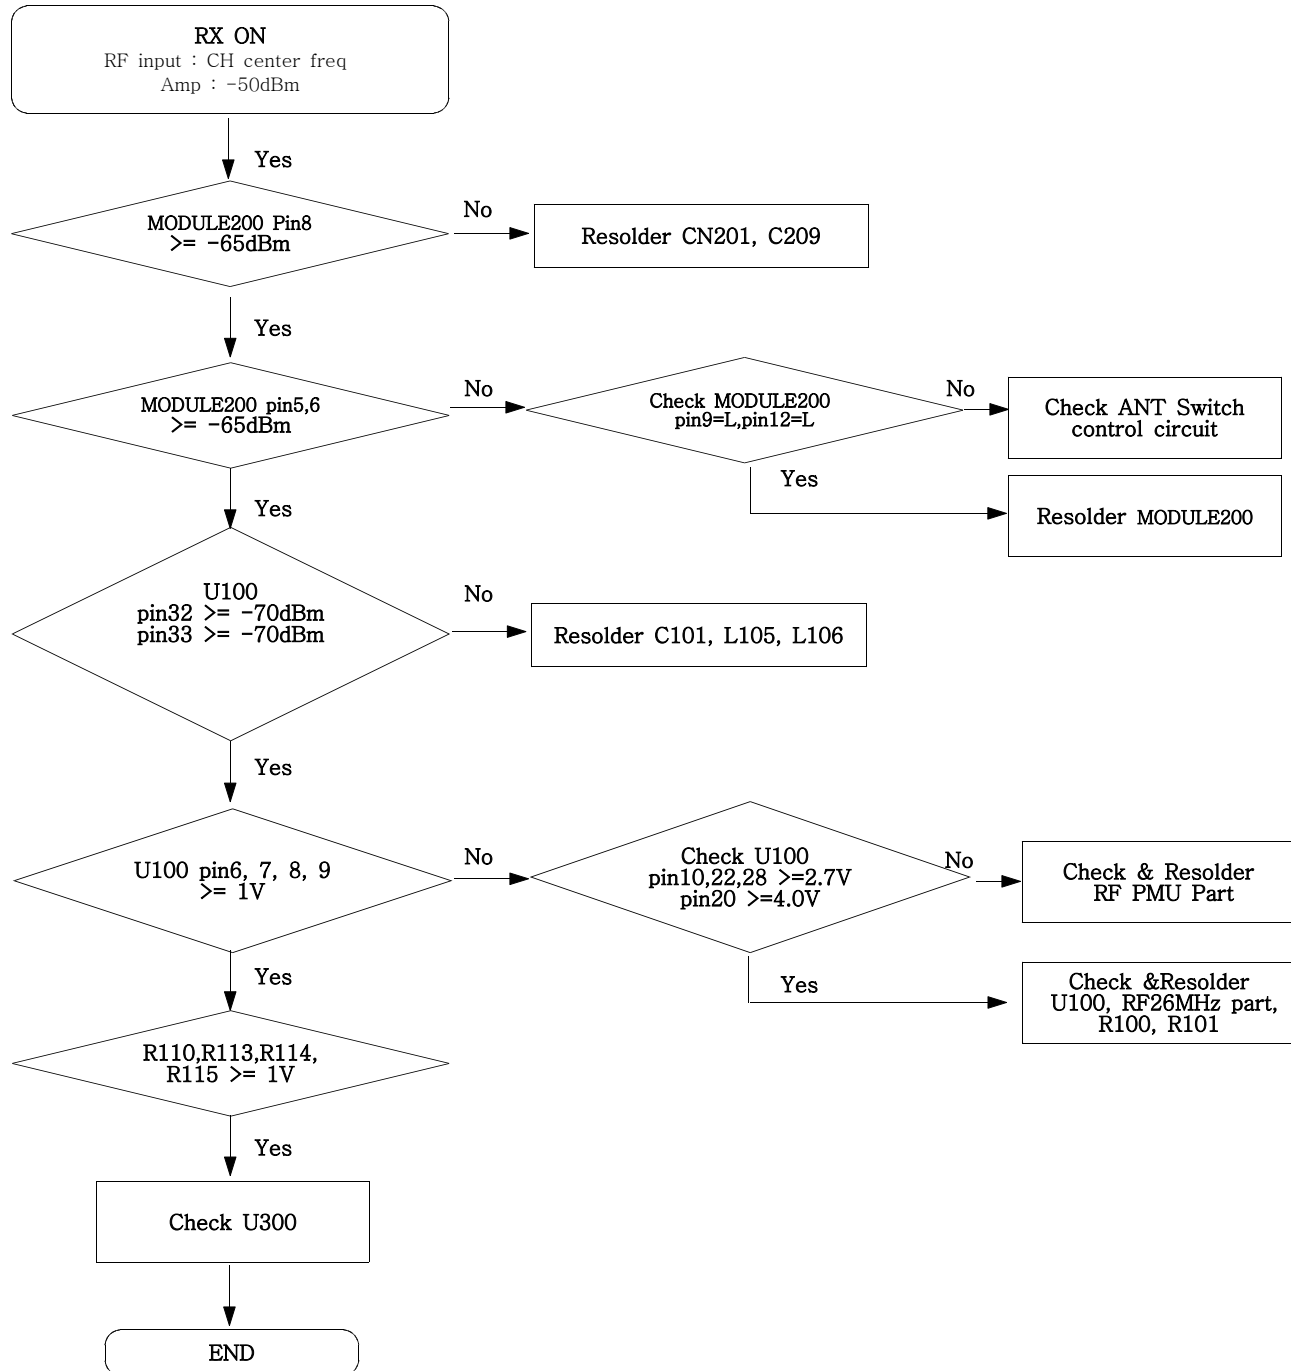 RX ON
RF input : CH center freq
Amp : -50dBm
Yes
MODULE200 Pin8
>= -65dBm
No
Resolder CN201, C209
Yes
MODULE200 pin5,6
>= -65dBm
No
Check MODULE200
pin9=L,pin12=L
No
Check ANT Switch
control circuit
Yes
Resolder MODULE200
Yes
U100
pin32 >= -70dBm
pin33 >= -70dBm
No
Resolder C101, L105, L106
Yes
U100 pin6, 7, 8, 9
>= 1V
No
Check U100
pin10,22,28 >=2.7V
pin20 >=4.0V
No
Check & Resolder
RF PMU Part
Yes
Check &Resolder
U100, RF26MHz part,
R100, R101
Yes
R110,R113,R114,
R115 >= 1V
Yes
Check U300
END